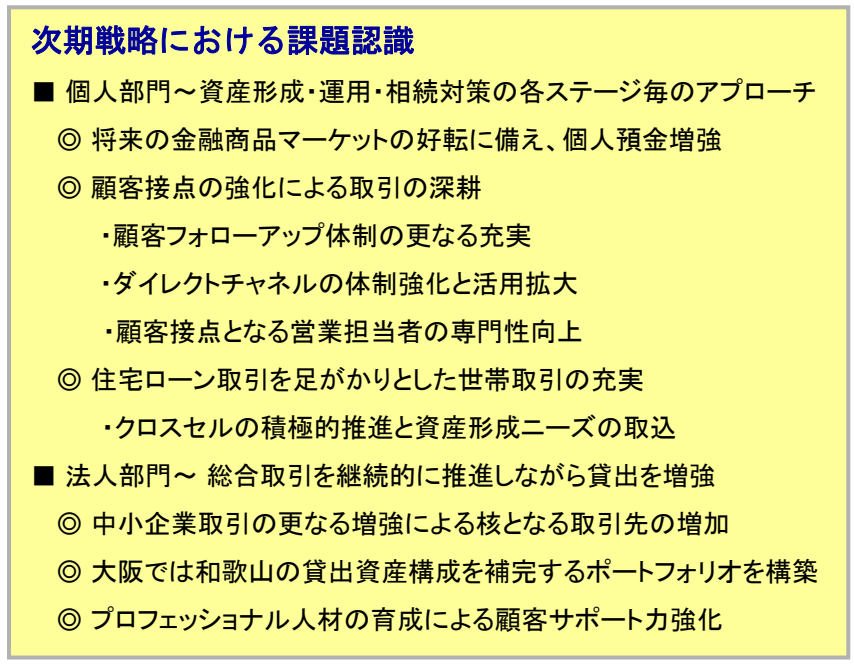 次期戦略における課題認識
■ 個人部門～資産形成・運用・相続対策の各ステージ毎のアプローチ
◎ 将来の金融商品マーケットの好転に備え、個人預金増強
◎ 顧客接点の強化による取引の深耕
・顧客フォローアップ体制の更なる充実
・ダイレクトチャネルの体制強化と活用拡大
・顧客接点となる営業担当者の専門性向上
◎ 住宅ローン取引を足がかりとした世帯取引の充実
・クロスセルの積極的推進と資産形成ニーズの取込
■ 法人部門～ 総合取引を継続的に推進しながら貸出を増強
◎ 中小企業取引の更なる増強による核となる取引先の増加
◎ 大阪では和歌山の貸出資産構成を補完するポートフォリオを構築
◎ プロフェッショナル人材の育成による顧客サポート力強化